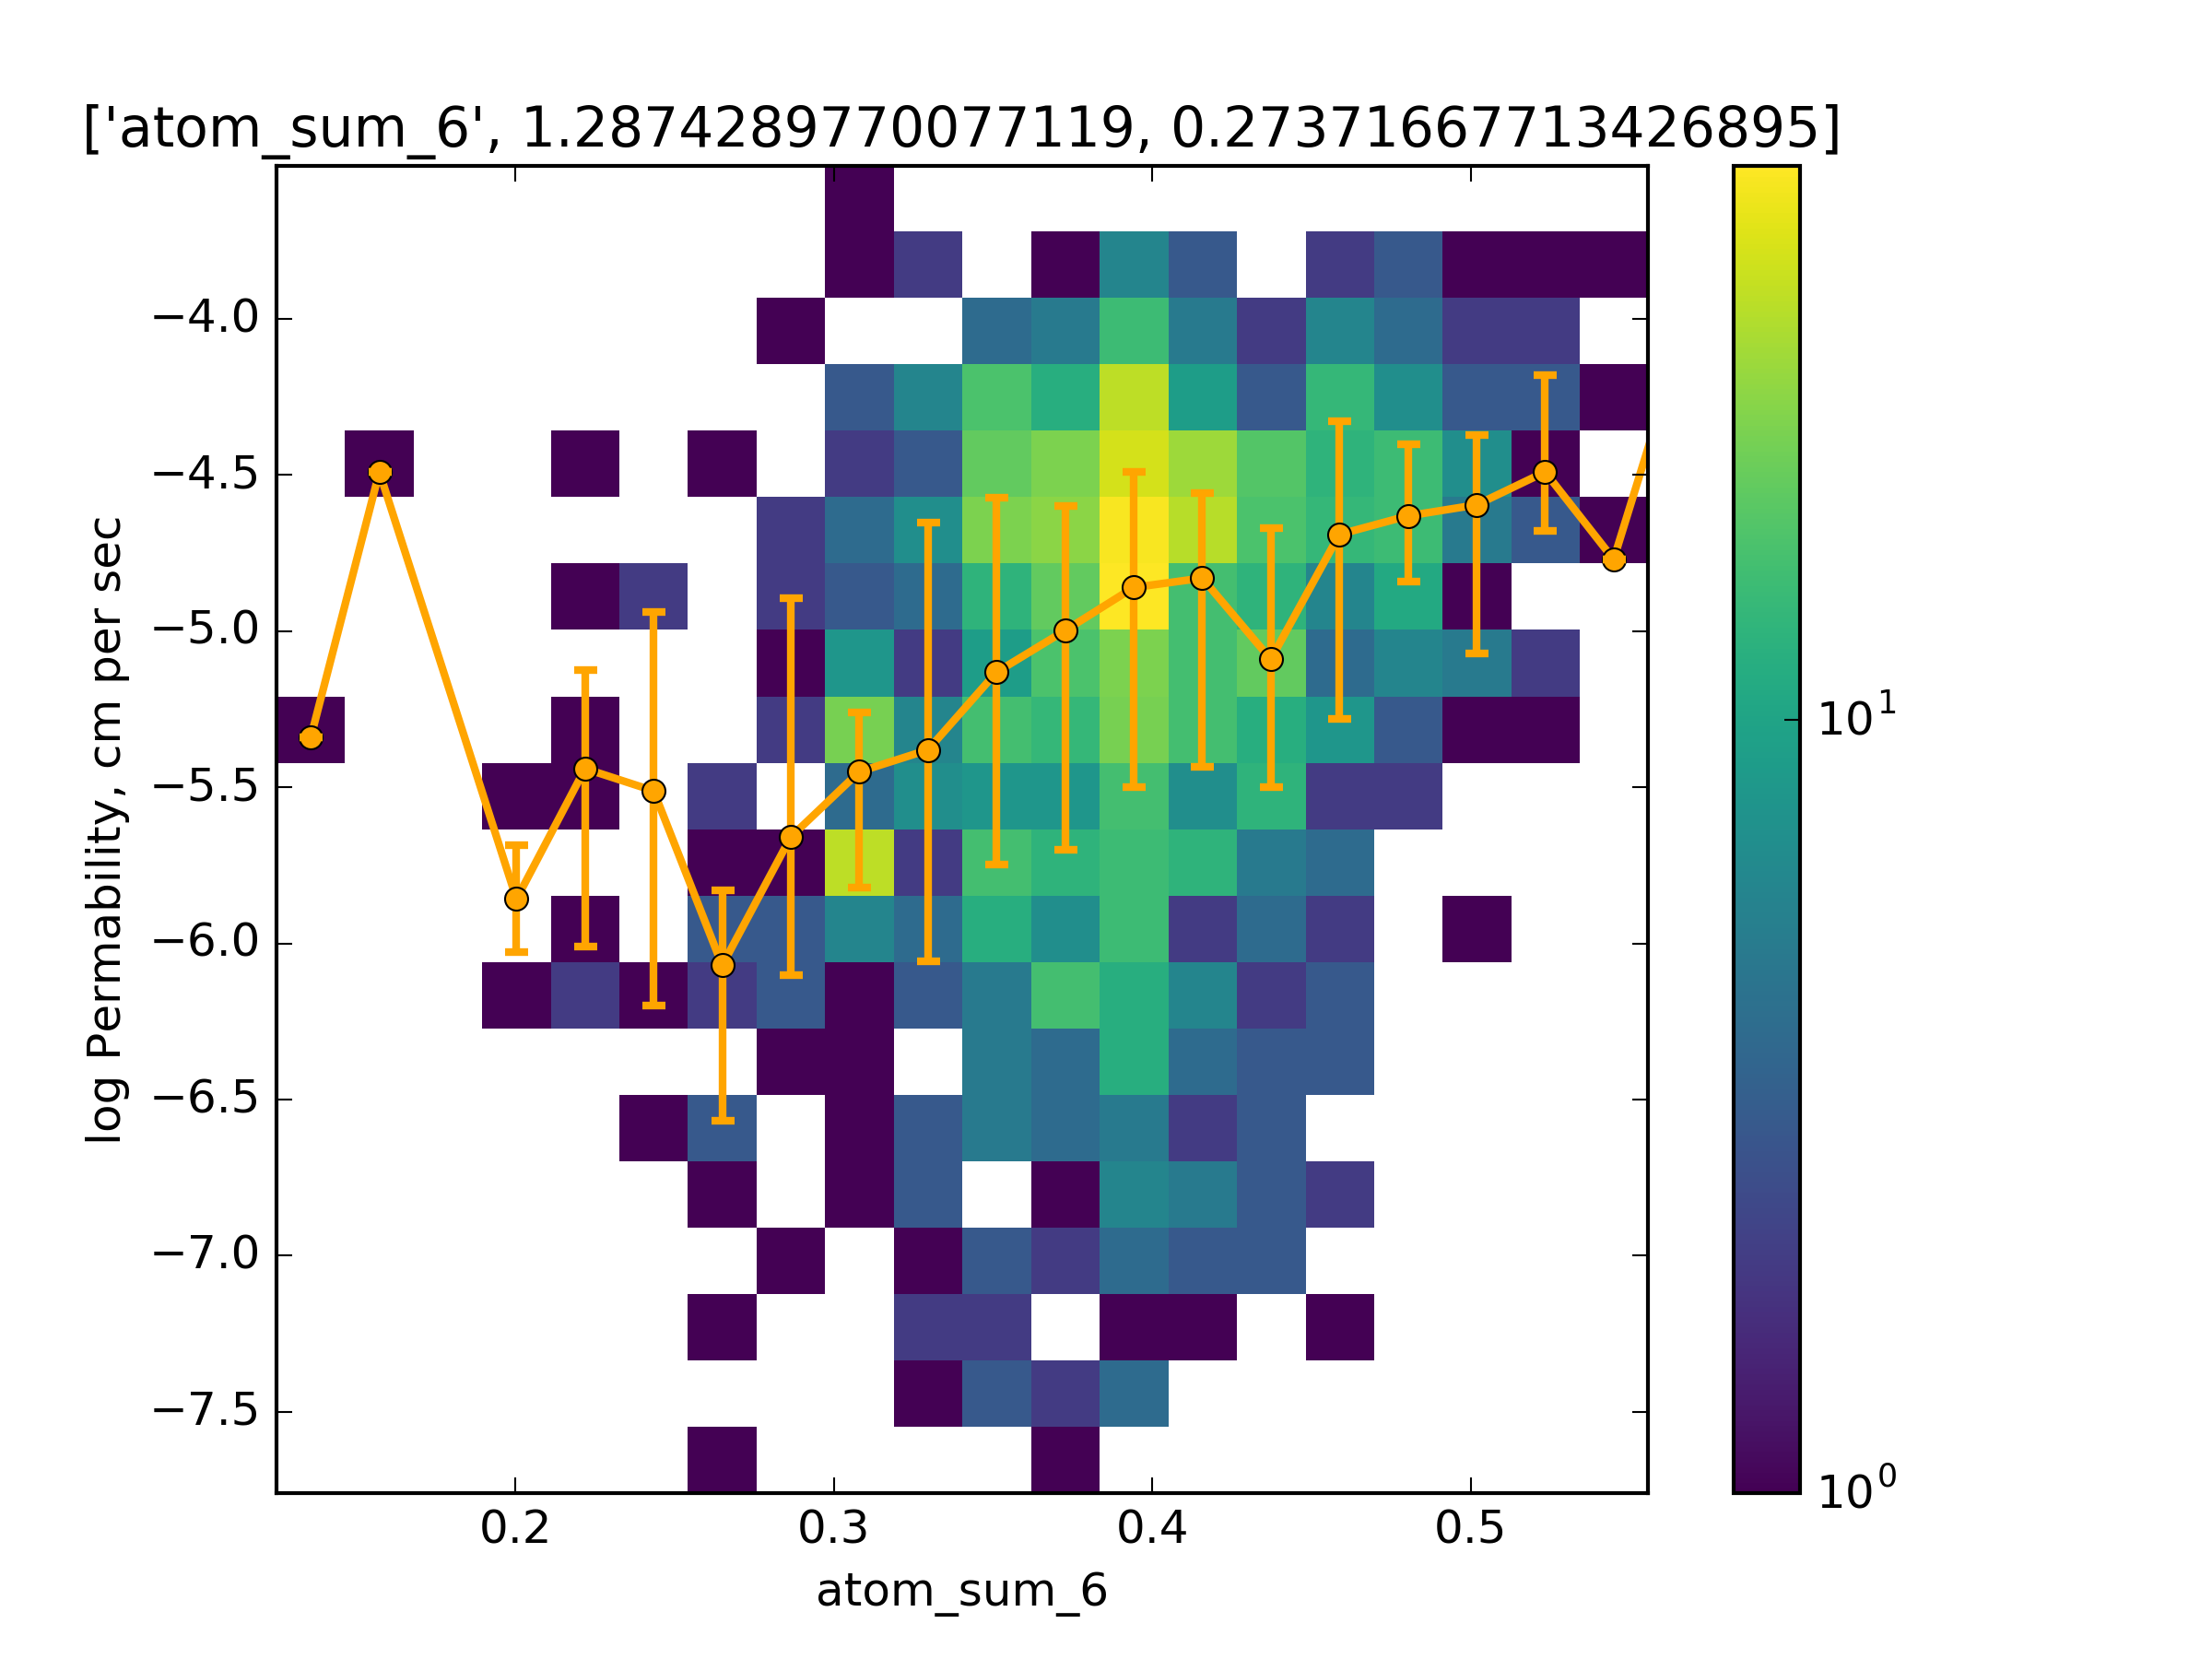 ['atom_sum_6', 1.2874289770077119, 0.27371667713426895]
−4.0
−4.5
−5.0
−5.5
−6.0
−6.5
−7.0
−7.5
log Permability, cm per sec
0.2 0.3 0.4 0.5
atom_sum_6
10^1
10^0